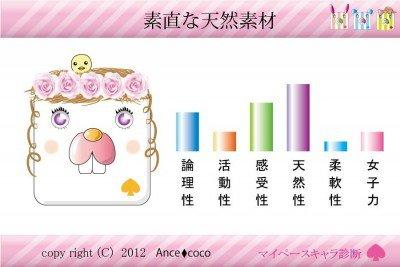 素直な天然素材
論理性
活動性
感受性
天然性
柔軟性
女子力
copy right (C) 2012 Ance♦coco
マイペースキャラ診断